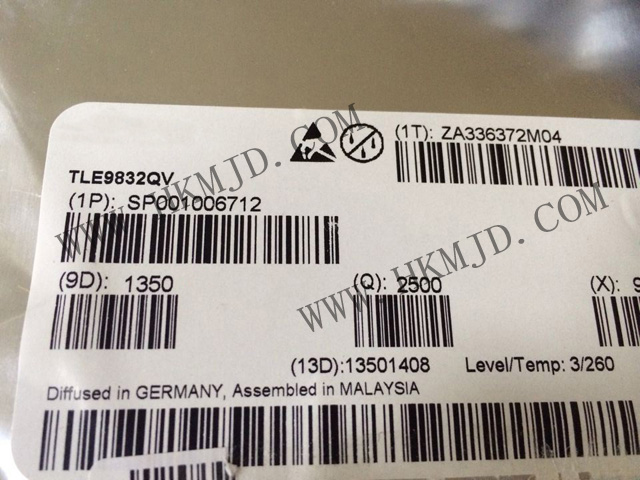 (1T): ZA336372M04
TLE9832QV
(1P): SP001006712
(9D): 1350
(Q): 2500
(X): 9
(13D):13501408
Level/Temp: 3/260
Diffused in GERMANY, Assembled in MALAYSIA
WWW.HKMJD.COM
WWW.HKMJD.COM